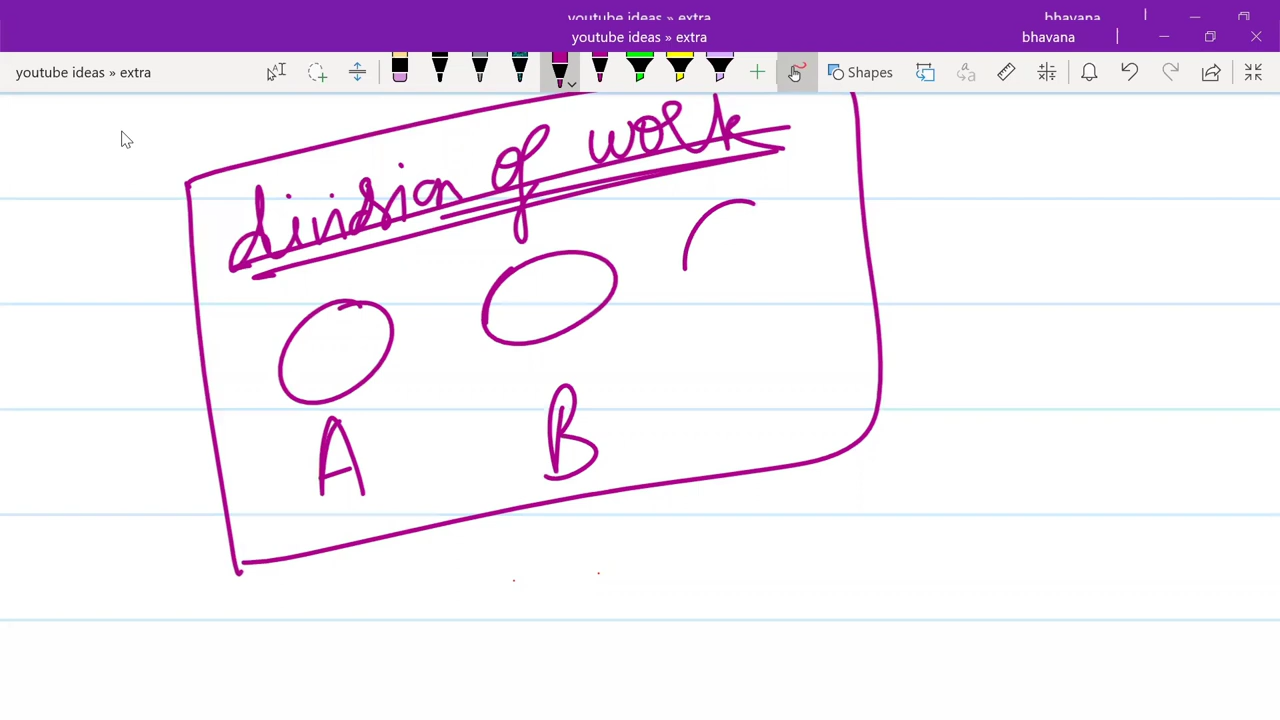 youtube ideas » extra bhavana
youtube ideas » extra bhavana
youtube ideas » extra Shapes
division of work
A B